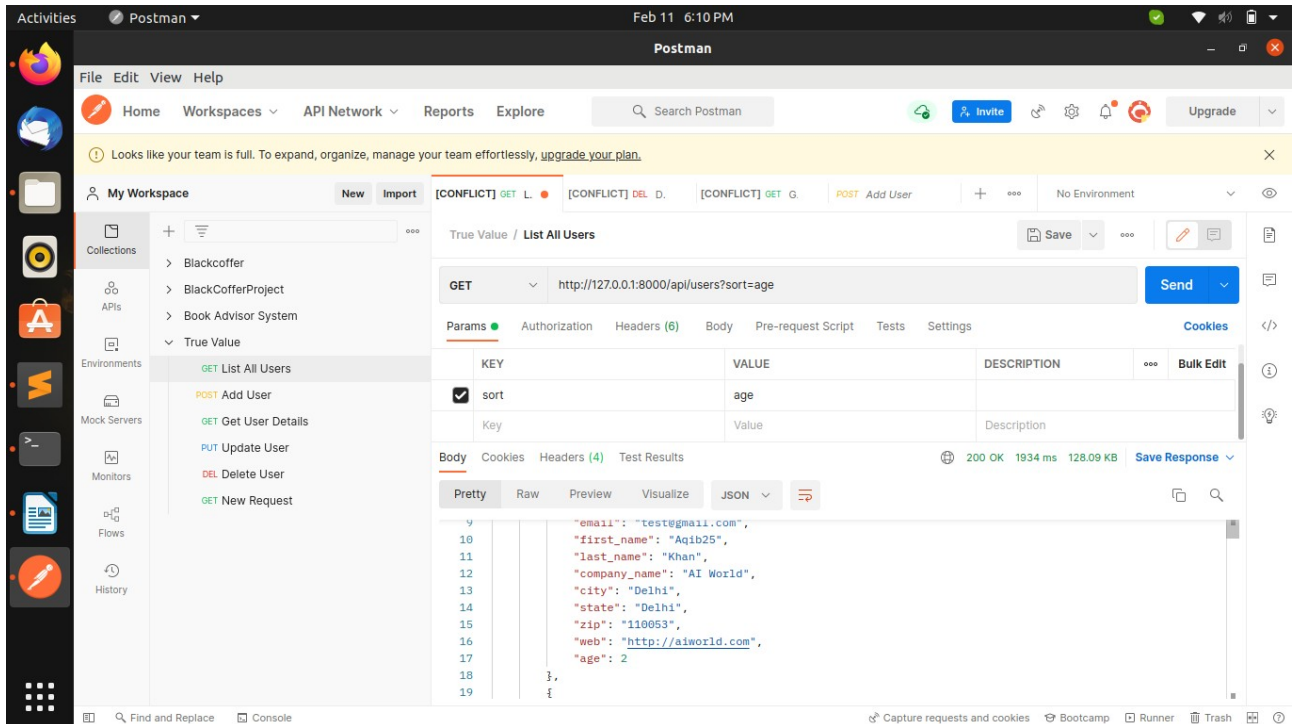 Activities Postman Feb 11 6:10 PM
Postman
File Edit View Help
Home Workspaces API Network Reports Explore Search Postman Invite Upgrade
Looks like your team is full. To expand, organize, manage your team effortlessly, upgrade your plan.
My Workspace New Import [CONFLICT] GET L. [CONFLICT] DEL D. [CONFLICT] GET G. POST Add User No Environment
Collections
APIs
Environments
Mock Servers
Monitors
Flows
History
Blackcoffer
BlackCofferProject
Book Advisor System
True Value
GET List All Users
POST Add User
GET Get User Details
PUT Update User
DEL Delete User
GET New Request
True Value / List All Users Save
GET http://127.0.0.1:8000/api/users?sort=age Send
Params Authorization Headers (6) Body Pre-request Script Tests Settings Cookies
KEY VALUE DESCRIPTION Bulk Edit
sort age
Key Value Description
Body Cookies Headers (4) Test Results 200 OK 1934 ms 128.09 KB Save Response
Pretty Raw Preview Visualize JSON
9 "email": "test@gmail.com",
10 "first_name": "Aqib25",
11 "last_name": "Khan",
12 "company_name": "AI World",
13 "city": "Delhi",
14 "state": "Delhi",
15 "zip": "110053",
16 "web": "http://aiworld.com",
17 "age": 2
18 },
19 {
Find and Replace Console Capture requests and cookies Bootcamp Runner Trash